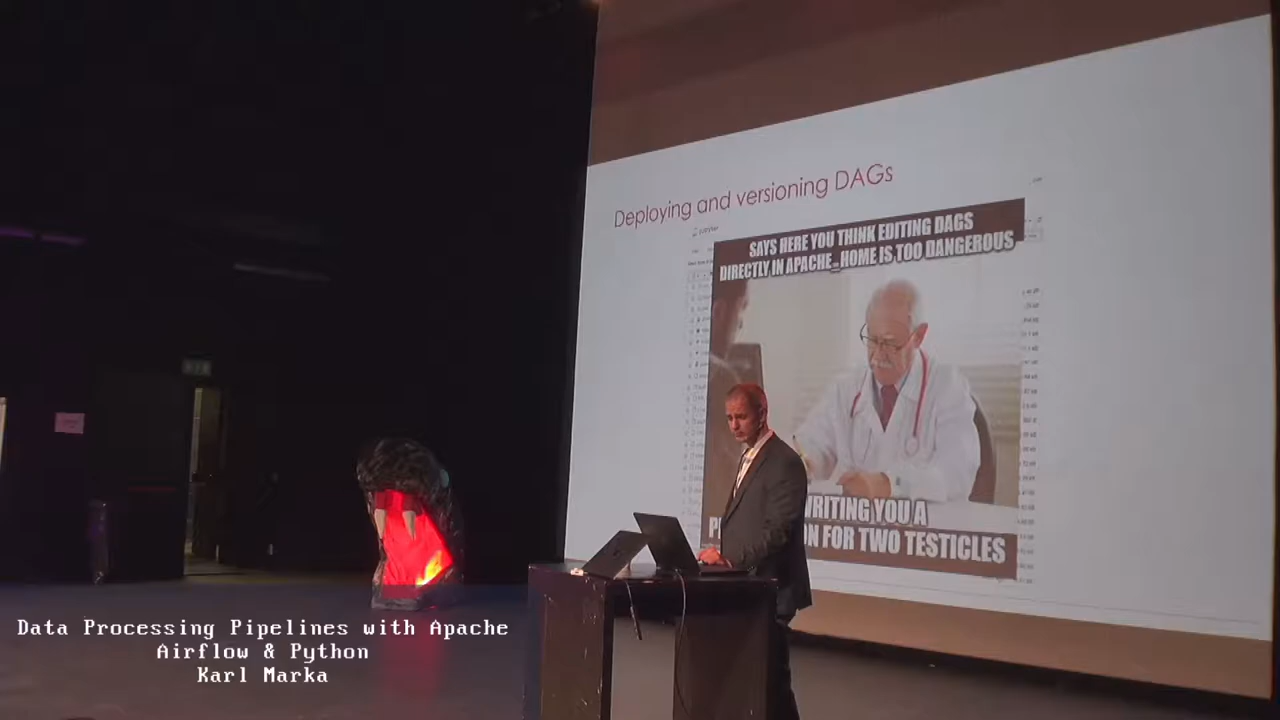 Deploying and versioning DAGs
SAYS HERE YOU THINK EDITING DAGS
DIRECTLY IN APACHE_HOME IS TOO DANGEROUS
WRITING YOU A
FOR TWO TESTICLES
Data Processing Pipelines with Apache
Airflow & Python
Karl Marka